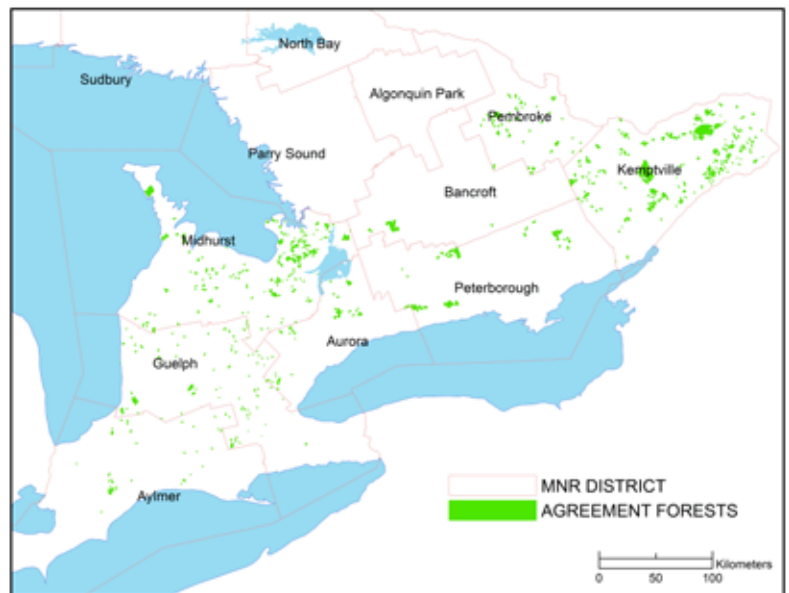 North Bay
Sudbury
Algonquin Park
Pembroke
Parry Sound
Kemptville
Bancroft
Midhurst
Peterborough
Aurora
Guelph
Aylmer
MNR DISTRICT
AGREEMENT FORESTS
Kilometers
0 50 100